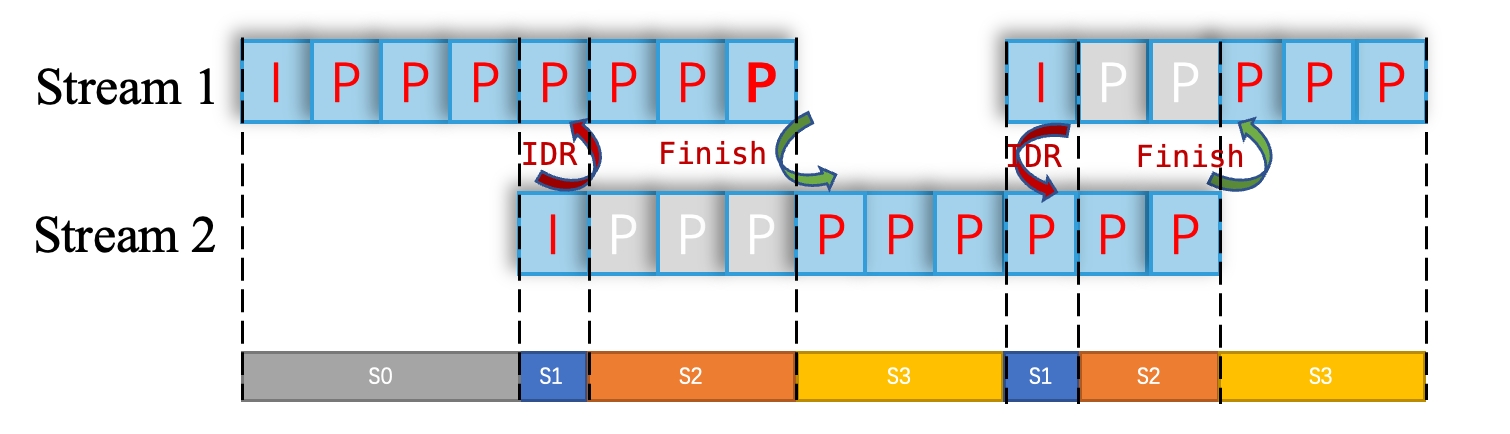 Stream 1 I P P P P P P P I P P P P P
IDR Finish IDR Finish
Stream 2 I P P P P P P P P P
S0 S1 S2 S3 S1 S2 S3